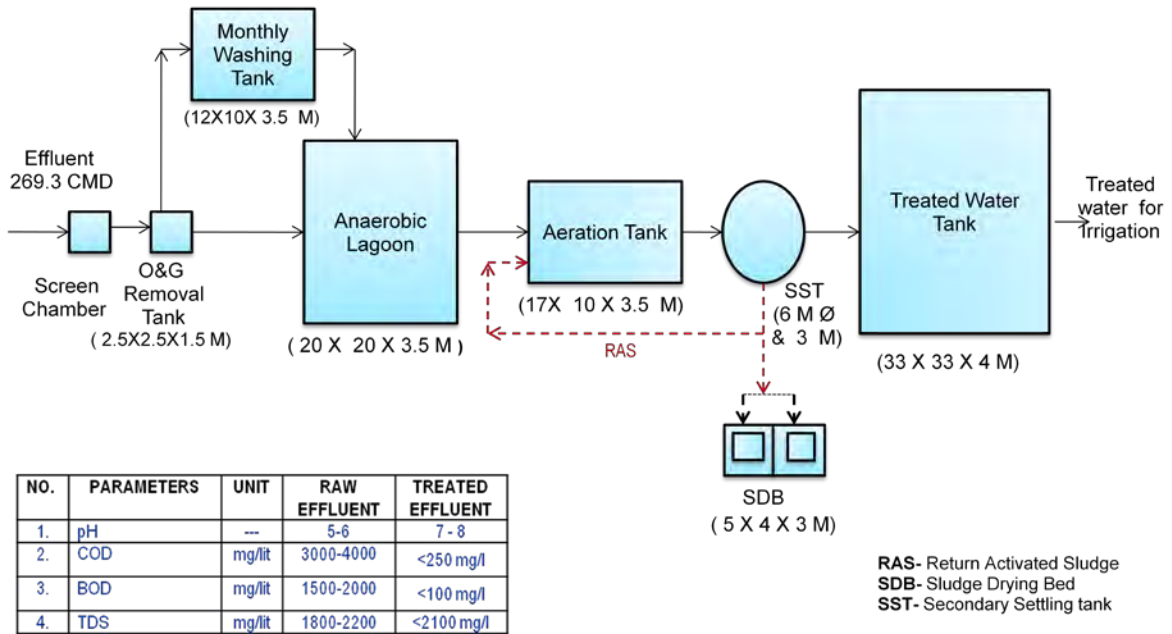 Monthly
Washing
Tank
(12X10X 3.5 M)
Effluent
269.3 CMD
Screen
Chamber
O&G
Removal
Tank
( 2.5X2.5X1.5 M)
Anaerobic
Lagoon
( 20 X 20 X 3.5 M )
Aeration Tank
(17X 10 X 3.5 M)
RAS
SST
(6 M Ø
& 3 M)
Treated Water
Tank
(33 X 33 X 4 M)
Treated
water for
Irrigation
SDB
( 5 X 4 X 3 M)
NO. PARAMETERS UNIT RAW EFFLUENT TREATED EFFLUENT
1. pH --- 5-6 7 - 8
2. COD mg/lit 3000-4000 <250 mg/l
3. BOD mg/lit 1500-2000 <100 mg/l
4. TDS mg/lit 1800-2200 <2100 mg/l
RAS- Return Activated Sludge
SDB- Sludge Drying Bed
SST- Secondary Settling tank